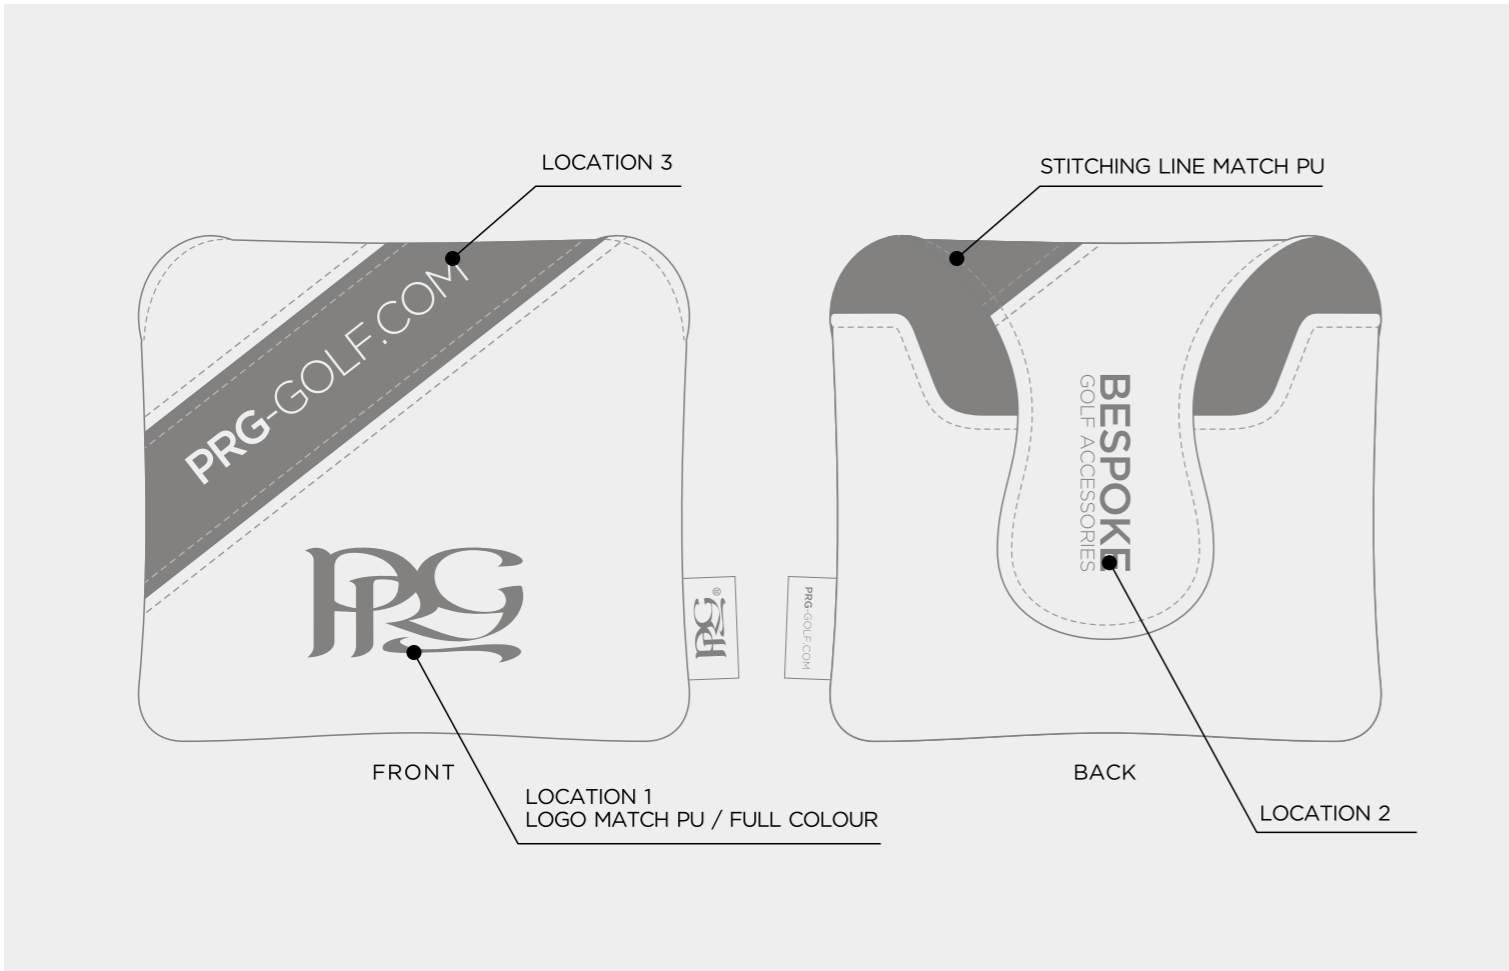 LOCATION 3
STITCHING LINE MATCH PU
PRG-GOLF.COM
BESPOKE
GOLF ACCESSORIES
PRG
PRG®
PRG-GOLF.COM
FRONT
BACK
LOCATION 1
LOGO MATCH PU / FULL COLOUR
LOCATION 2